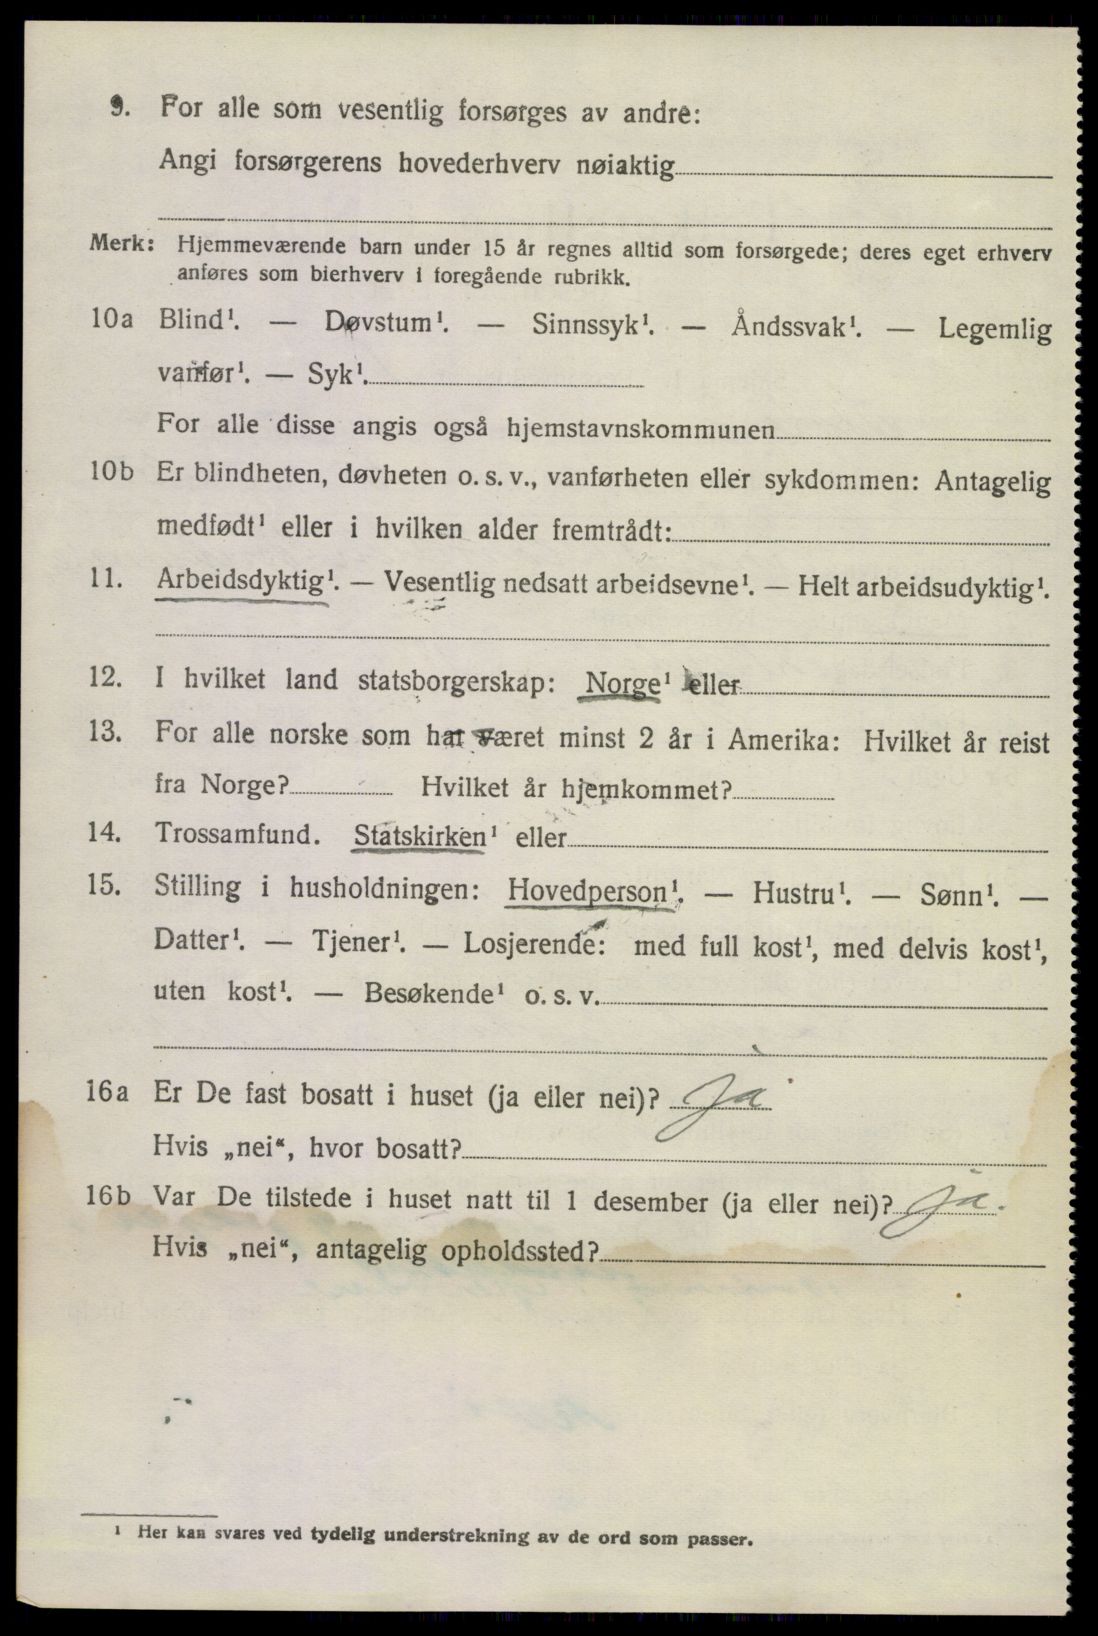 9. For alle som vesentlig forsørges av andre:
Angi forsørgerens hovederhverv nøiaktig
Merk: Hjemmeværende barn under 15 år regnes alltid som forsørgede; deres eget erhverv
anføres som bierhverv i foregående rubrikk.
10a Blind¹. — Døvstum¹. — Sinnssyk¹. — Åndssvak¹. — Legemlig
vanfør¹. — Syk¹.
For alle disse angis også hjemstavnskommunen
10b Er blindheten, døvheten o. s. v., vanførheten eller sykdommen: Antagelig
medfødt¹ eller i hvilken alder fremtrådt:
11. Arbeidsdyktig¹. — Vesentlig nedsatt arbeidsevne¹. — Helt arbeidsudyktig¹.
12. I hvilket land statsborgerskap: Norge¹ eller
13. For alle norske som har været minst 2 år i Amerika: Hvilket år reist
fra Norge? Hvilket år hjemkommet?
14. Trossamfund. Statskirken¹ eller
15. Stilling i husholdningen: Hovedperson¹. — Hustru¹. — Sønn¹. —
Datter¹. — Tjener¹. — Losjerende: med full kost¹, med delvis kost¹,
uten kost¹. — Besøkende¹ o. s. v.
16a Er De fast bosatt i huset (ja eller nei)? ja
Hvis „nei“, hvor bosatt?
16b Var De tilstede i huset natt til 1 desember (ja eller nei)? ja.
Hvis „nei“, antagelig opholdssted?
¹ Her kan svares ved tydelig understrekning av de ord som passer.